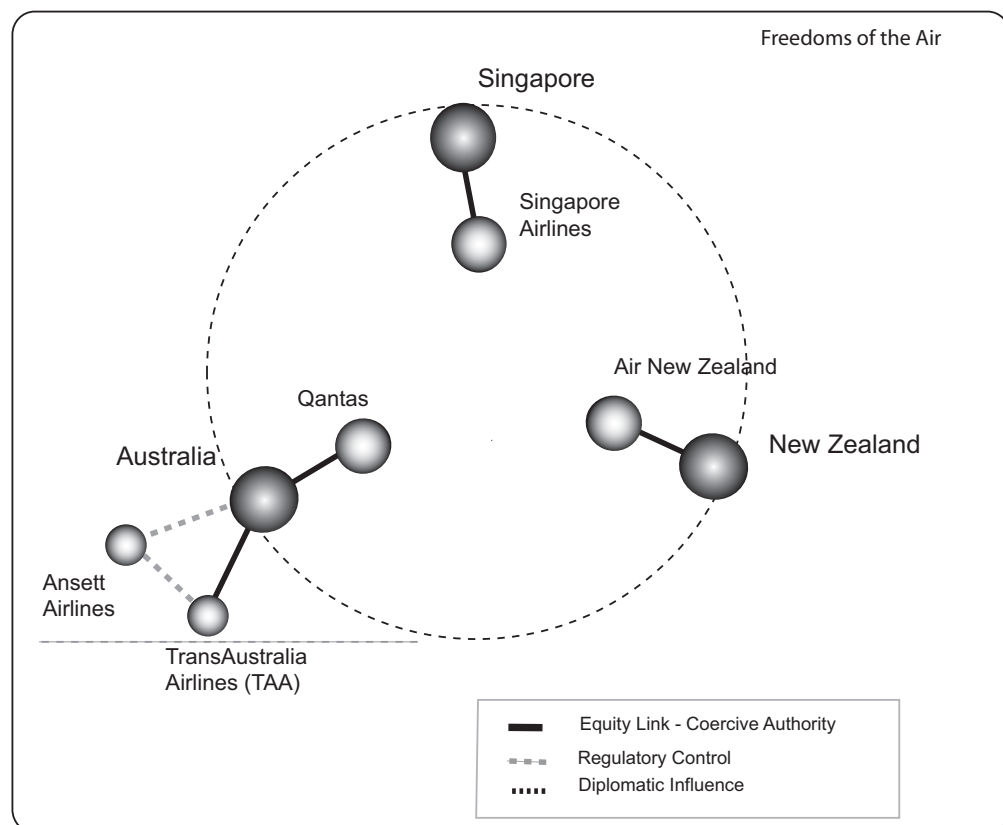 Freedoms of the Air
Singapore
Singapore
Airlines
Air New Zealand
Qantas
New Zealand
Australia
Ansett
Airlines
TransAustralia
Airlines (TAA)
Equity Link - Coercive Authority
Regulatory Control
Diplomatic Influence